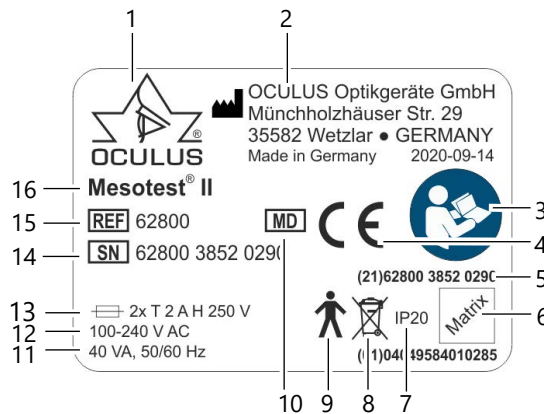 1
2
OCULUS Optikgeräte GmbH
Münchholzhäuser Str. 29
35582 Wetzlar ● GERMANY
Made in Germany 2020-09-14
®
OCULUS
16 Mesotest® II
3
15 REF 62800 MD CE
4
14 SN 62800 3852 0290
(21)62800 3852 0290 5
13 2x T 2 A H 250 V
Matrix 6
12 100-240 V AC IP20
11 40 VA, 50/60 Hz
(01)04049584010285
10 9 8 7